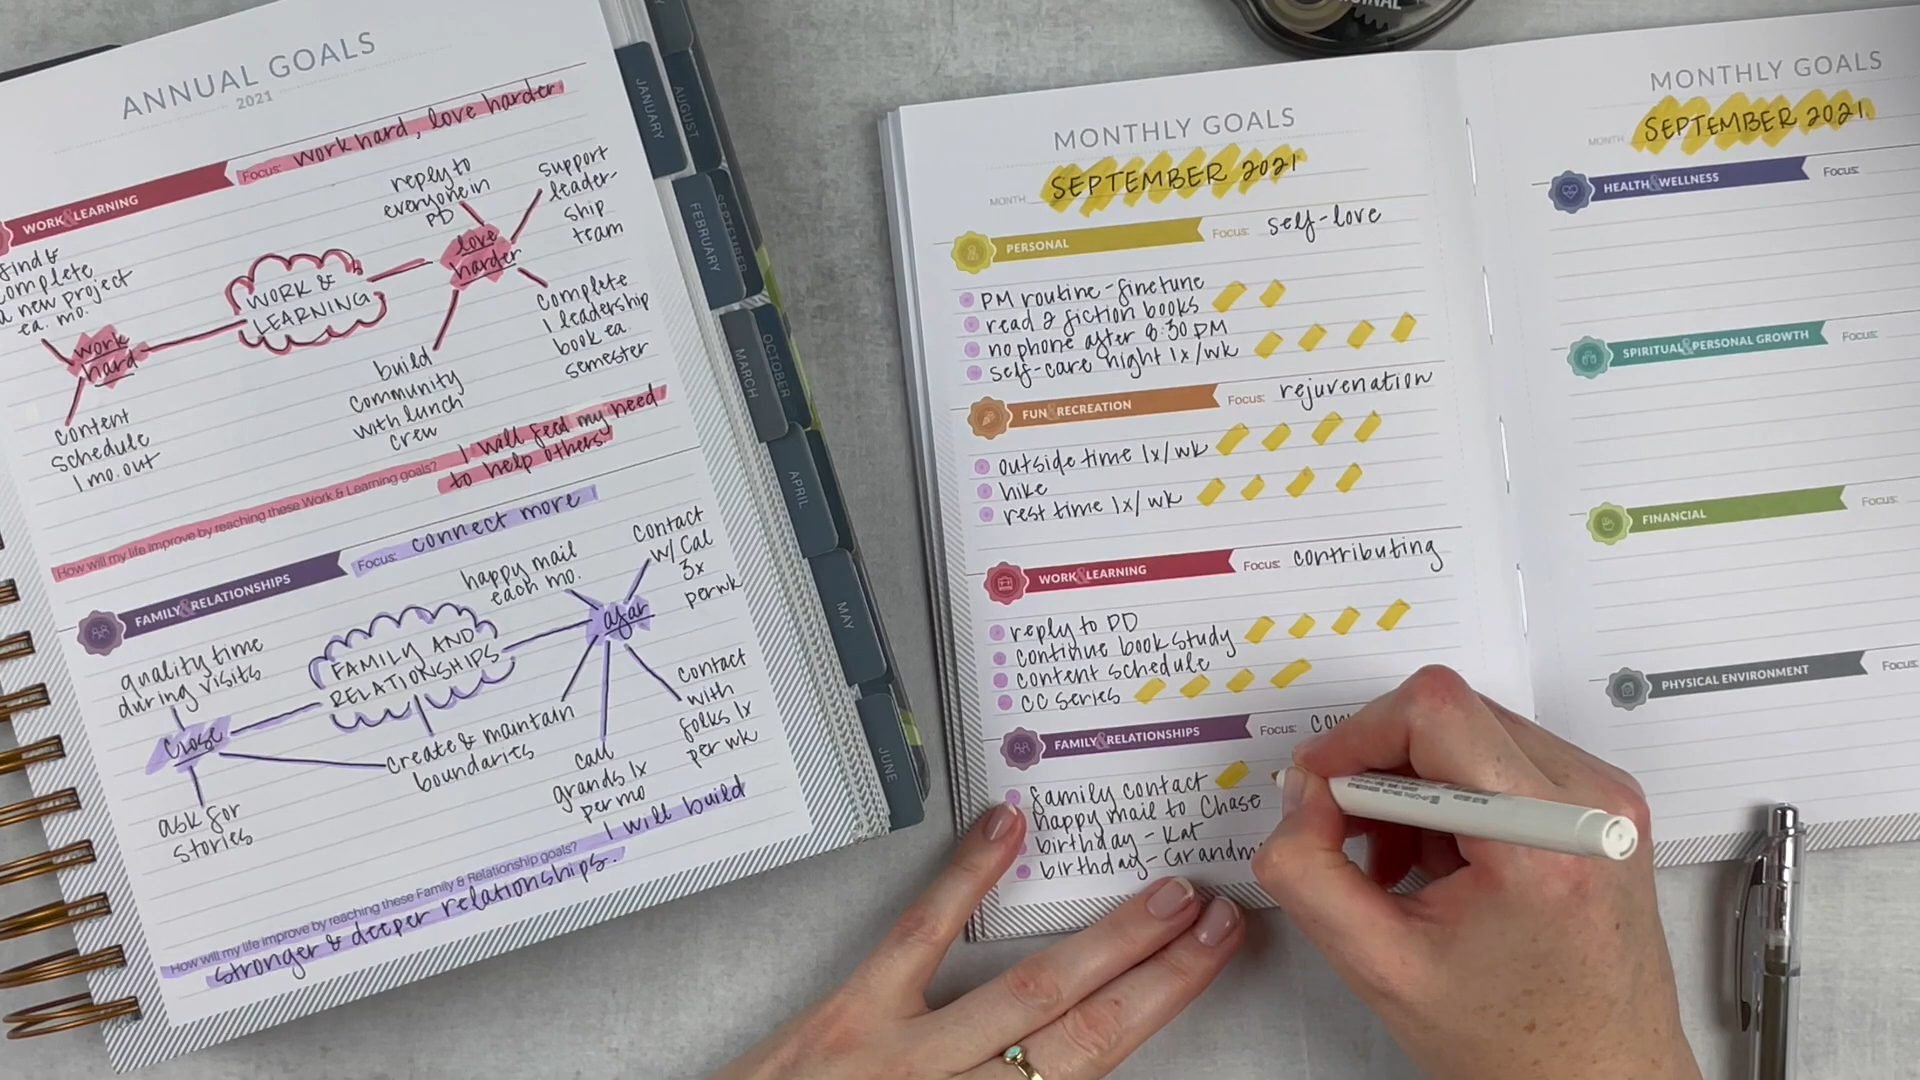 ANNUAL GOALS
2021
WORK & LEARNING
Focus: work hard, love harder
find &
complete
a new project
ea. mo.
work
hard
content
schedule
1 mo. out
WORK &
LEARNING
reply to
everyone in
PD
love
harder
support
leader-
ship
team
complete
1 leadership
book ea.
semester
build
community
with lunch
crew
How will my life improve by reaching these Work & Learning goals? I will feed my need
to help others.
FAMILY & RELATIONSHIPS
Focus: connect more
quality time
during visits
close
ask for
stories
FAMILY AND
RELATIONSHIPS
create & maintain
boundaries
happy mail
each mo.
afar
contact
w/ Cal
3x
per wk
contact
with
folks 1x
per wk
call
grands 1x
per mo
How will my life improve by reaching these Family & Relationship goals? I will build
stronger & deeper relationships.
JANUARY
FEBRUARY
MARCH
APRIL
MAY
JUNE
AUGUST
SEPTEMBER
OCTOBER
MONTHLY GOALS
MONTH SEPTEMBER 2021
PERSONAL
Focus: self-love
PM routine - finetune
read 2 fiction books
no phone after 8:30 PM
self-care night 1x/wk
FUN & RECREATION
Focus: rejuvenation
outside time 1x/wk
hike
rest time 1x/wk
WORK & LEARNING
Focus: contributing
reply to PD
continue book study
content schedule
CC series
FAMILY & RELATIONSHIPS
Focus:
family contact
happy mail to Chase
birthday - Kat
birthday - Grandm
MONTHLY GOALS
MONTH SEPTEMBER 2021
HEALTH & WELLNESS
Focus:
SPIRITUAL & PERSONAL GROWTH
Focus:
FINANCIAL
Focus:
PHYSICAL ENVIRONMENT
Focus: